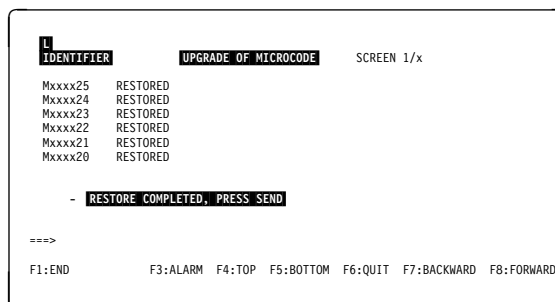 L
IDENTIFIER UPGRADE OF MICROCODE SCREEN 1/x
Mxxxx25 RESTORED
Mxxxx24 RESTORED
Mxxxx23 RESTORED
Mxxxx22 RESTORED
Mxxxx21 RESTORED
Mxxxx20 RESTORED
- RESTORE COMPLETED, PRESS SEND
===>
F1:END F3:ALARM F4:TOP F5:BOTTOM F6:QUIT F7:BACKWARD F8:FORWARD